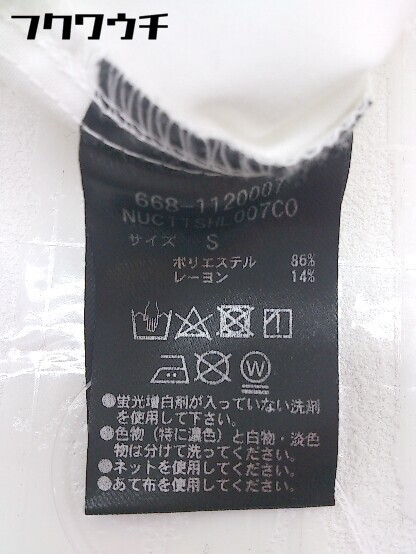 フクワウチ
668-1120007
NUC11SHL007CO
サイズ S
ポリエステル 86%
レーヨン 14%
W
●蛍光増白剤が入っていない洗剤
を使用して下さい。
●色物(特に濃色)と白物・淡色
物は分けて洗ってください。
●ネットを使用してください。
●あて布を使用してください。